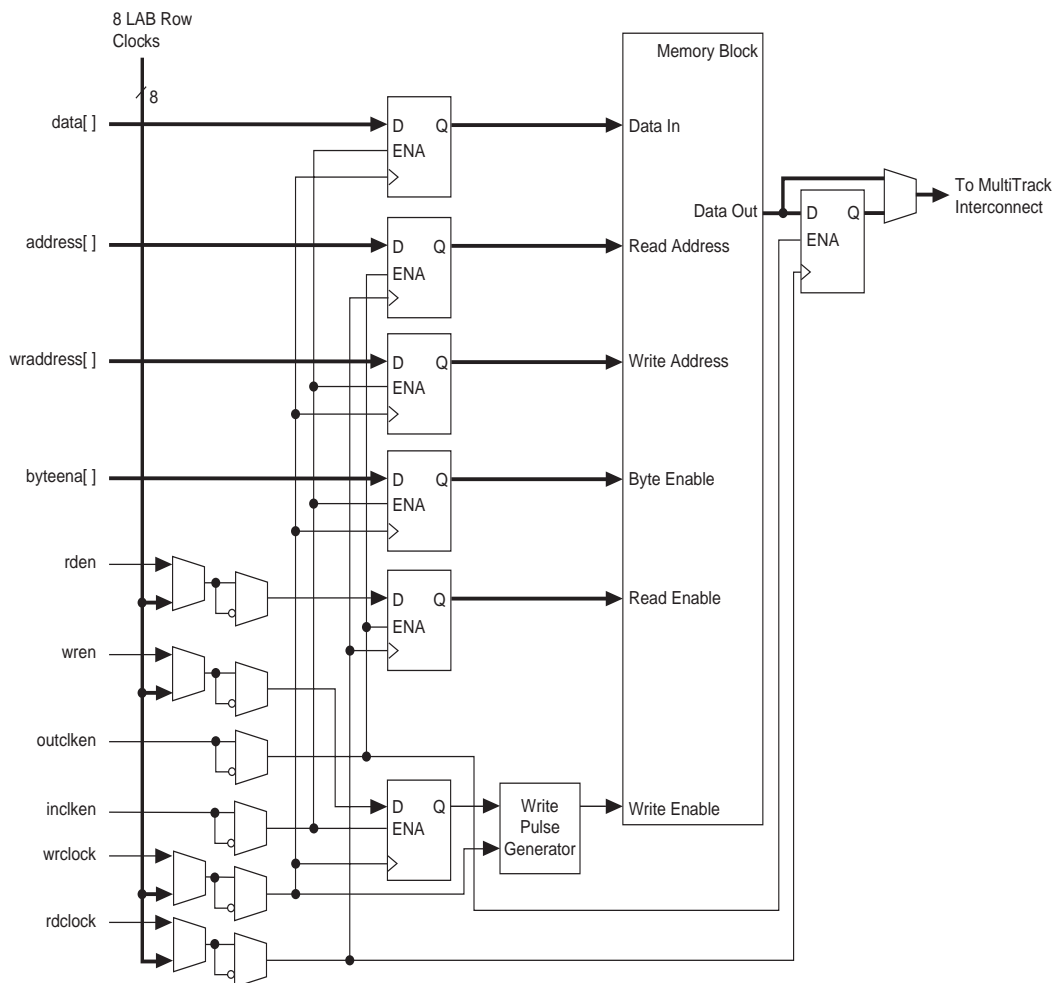 8 LAB Row
Clocks
8
Memory Block
data[ ]
D Q
ENA
Data In
address[ ]
D Q
ENA
Read Address
Data Out
D Q
ENA
To MultiTrack
Interconnect
wraddress[ ]
D Q
ENA
Write Address
byteena[ ]
D Q
ENA
Byte Enable
rden
D Q
ENA
Read Enable
wren
outclken
inclken
D Q
ENA
Write
Pulse
Generator
Write Enable
wrclock
rdclock